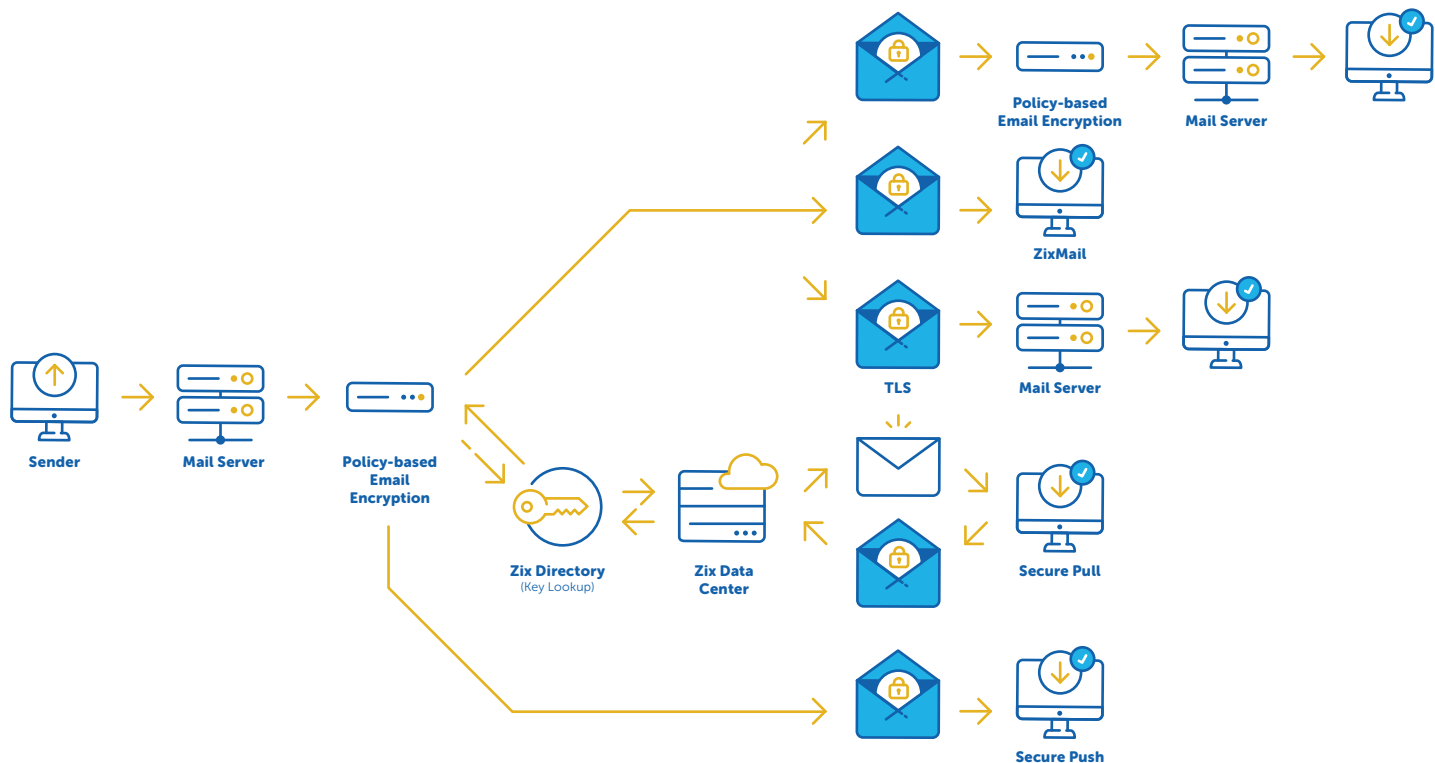 Policy-based
Email Encryption
Mail Server
ZixMail
TLS
Mail Server
Sender
Mail Server
Policy-based
Email
Encryption
Zix Directory
(Key Lookup)
Zix Data
Center
Secure Pull
Secure Push